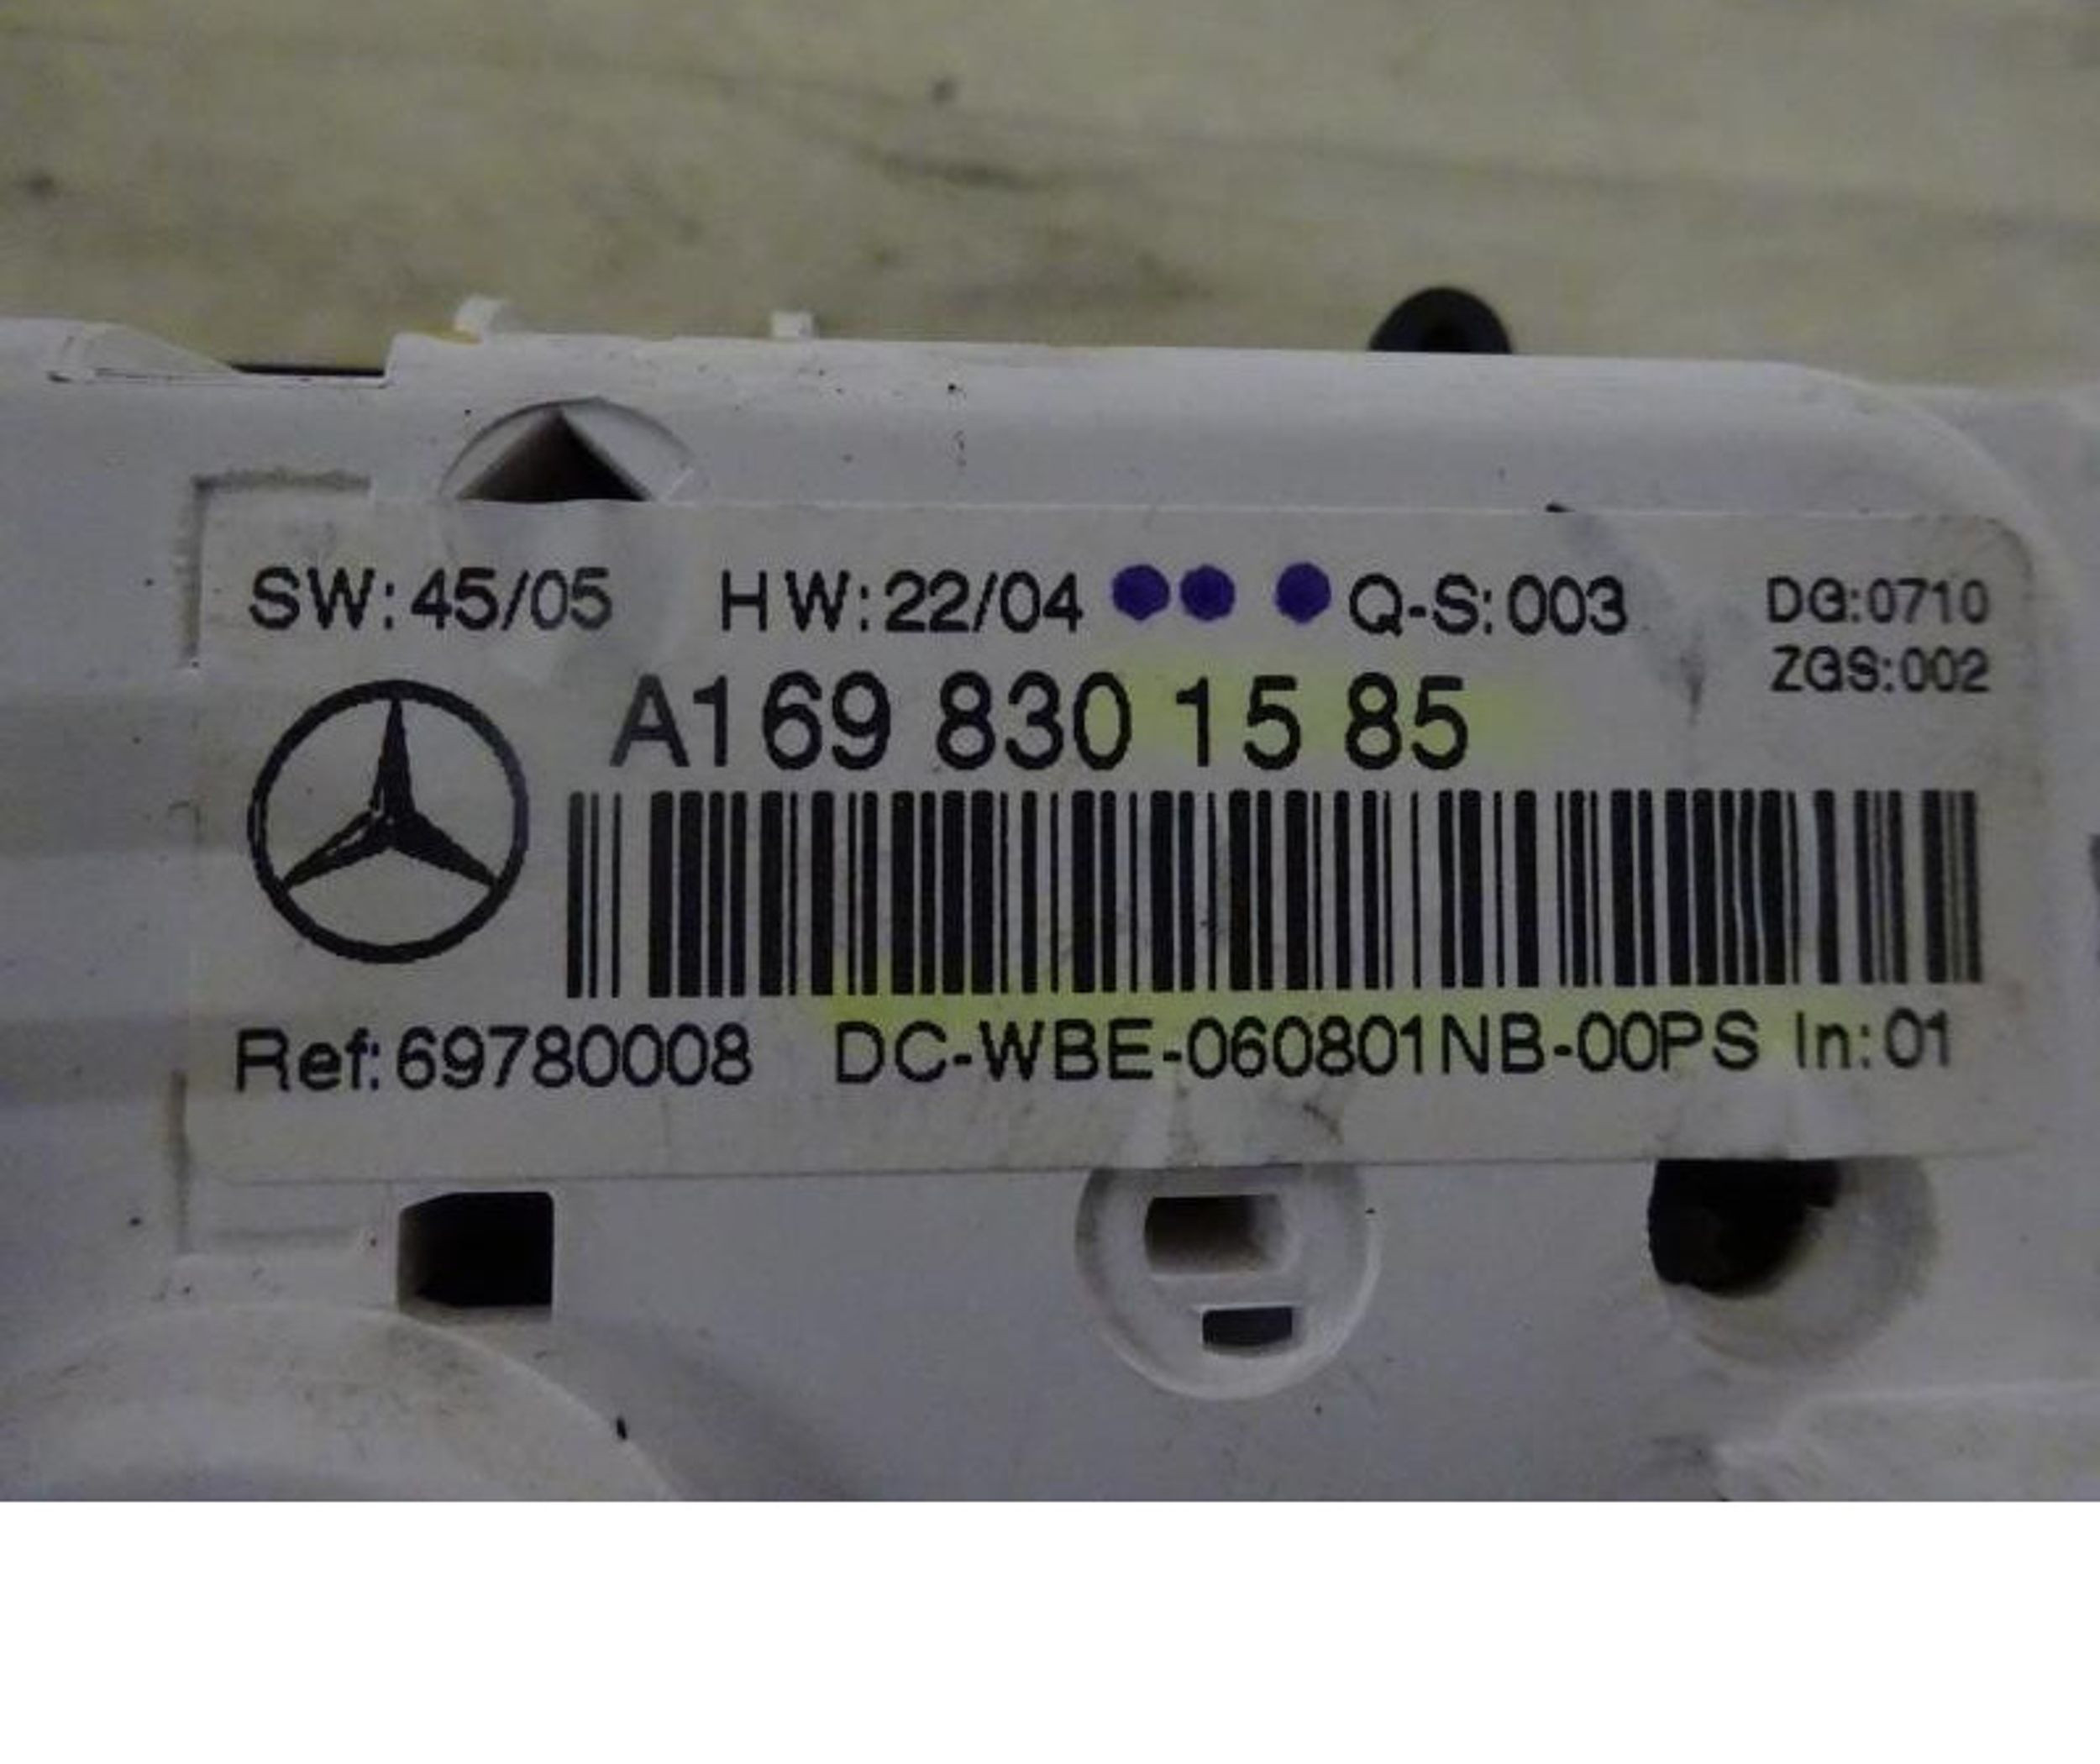 SW:45/05 HW:22/04 Q-S:003 DG:0710
ZGS:002
A169 830 15 85
Ref:69780008 DC-WBE-060801NB-00PS In:01